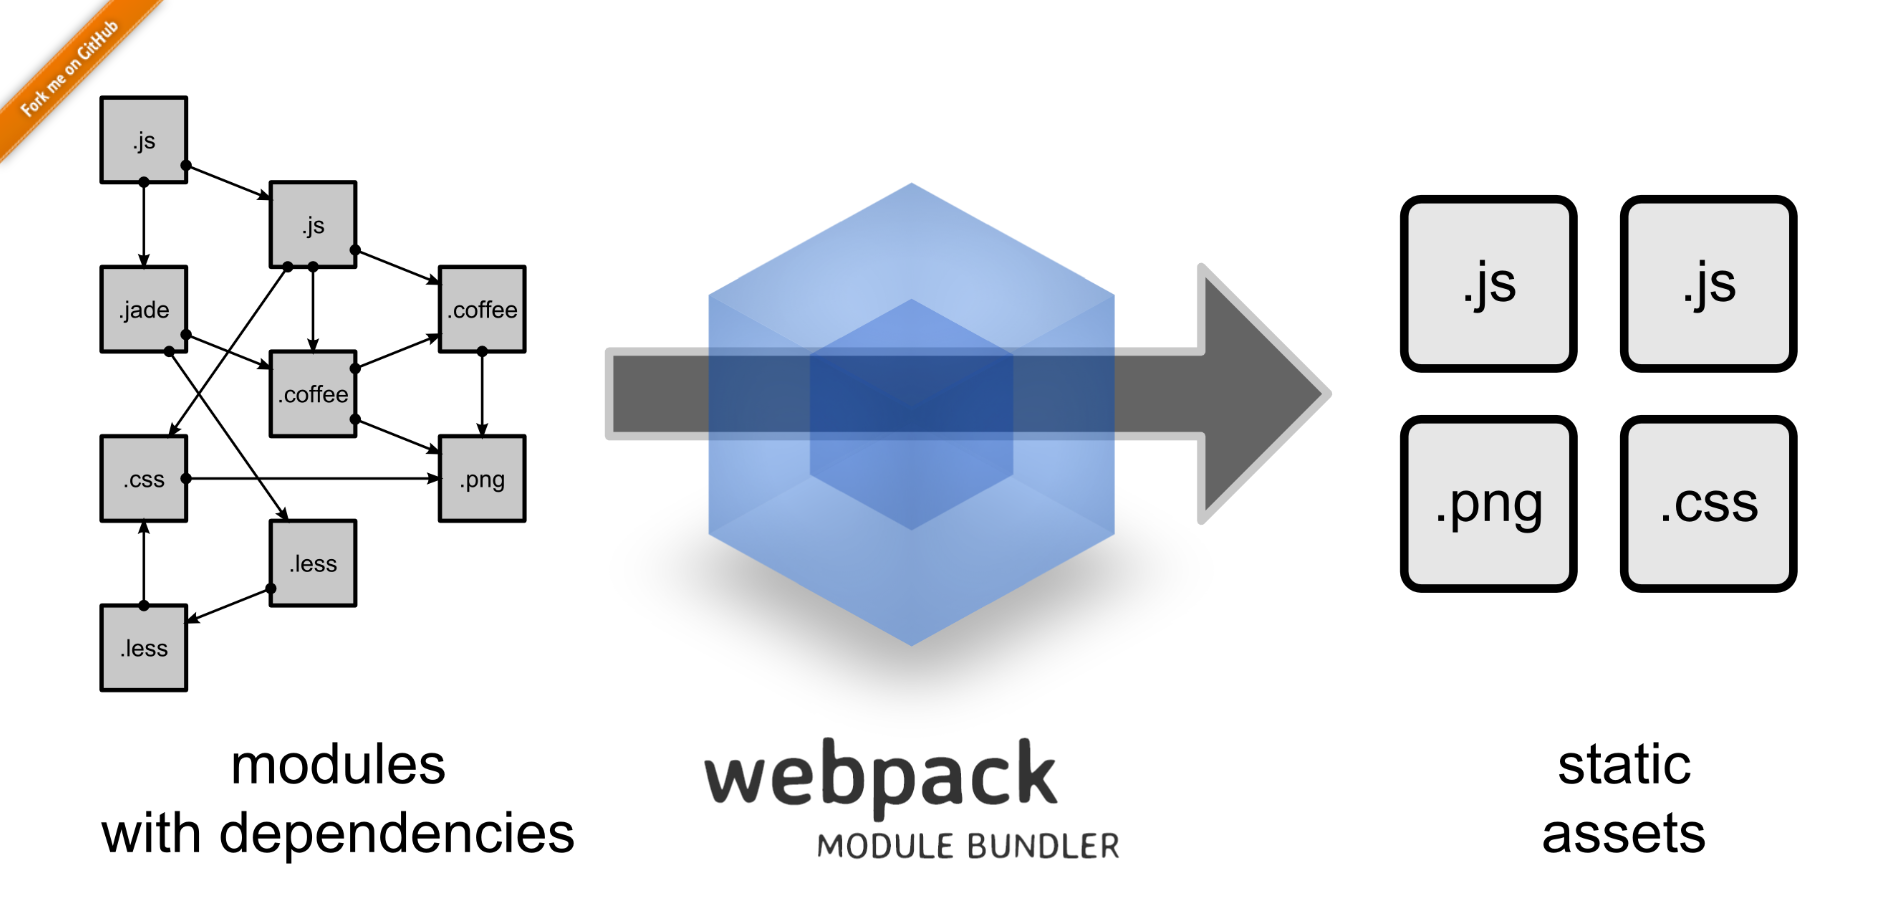 Fork me on GitHub
.js
.js
.jade
.coffee
.coffee
.css
.png
.less
.less
modules
with dependencies
webpack
MODULE BUNDLER
.js
.js
.png
.css
static
assets